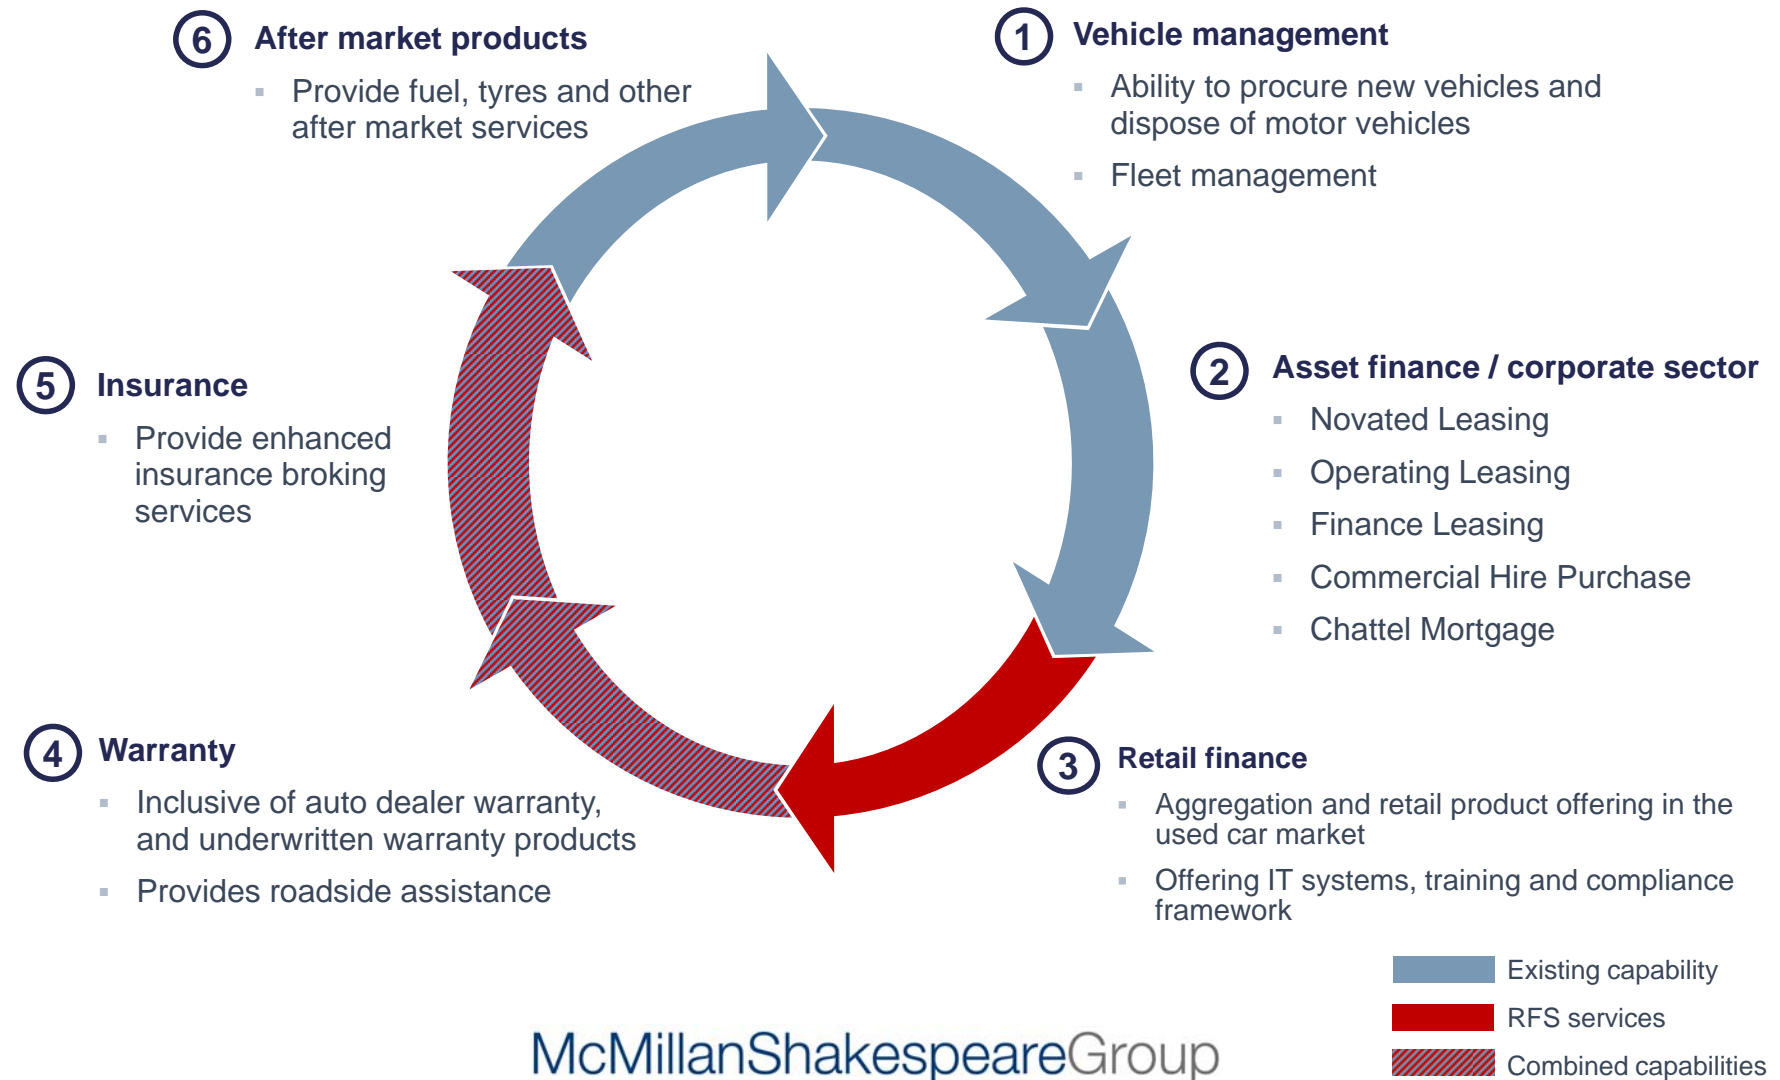 6 After market products
Provide fuel, tyres and other
after market services
1 Vehicle management
Ability to procure new vehicles and
dispose of motor vehicles
Fleet management
2 Asset finance / corporate sector
Novated Leasing
Operating Leasing
Finance Leasing
Commercial Hire Purchase
Chattel Mortgage
5 Insurance
Provide enhanced
insurance broking
services
4 Warranty
Inclusive of auto dealer warranty,
and underwritten warranty products
Provides roadside assistance
3 Retail finance
Aggregation and retail product offering in the
used car market
Offering IT systems, training and compliance
framework
Existing capability
RFS services
Combined capabilities
McMillanShakespeareGroup